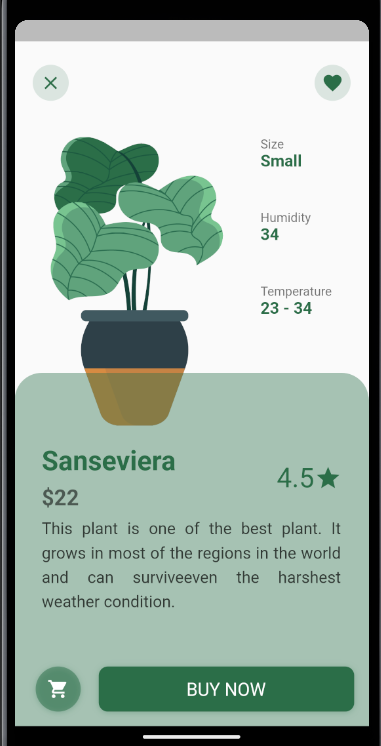 Size
Small
Humidity
34
Temperature
23 - 34
Sanseviera
4.5
$22
This plant is one of the best plant. It
grows in most of the regions in the world
and can surviveeven the harshest
weather condition.
BUY NOW